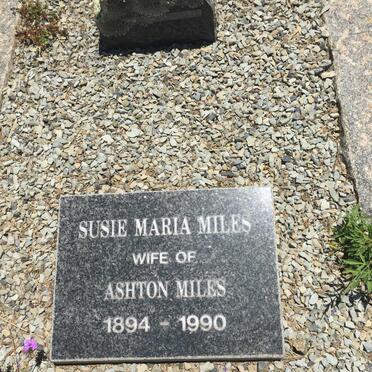 SUSIE MARIA MILES
WIFE OF
ASHTON MILES
1894 - 1990